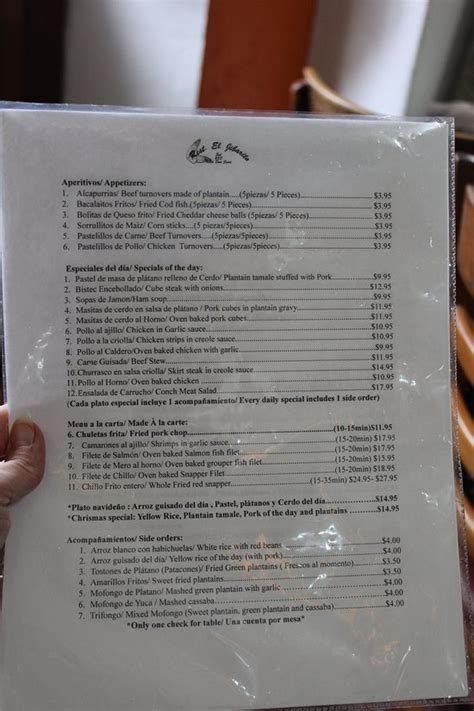 Rest El Jibarito
Aperitivos/ Appetizers:
1. Alcapurrias/ Beef turnovers made of plantain....(5piezas/ 5 Pieces) $3.95
2. Bacalaitos Fritos/ Fried Cod fish.(5piezas/ 5 Pieces) $3.95
3. Bolitas de Queso frito/ Fried Cheddar cheese balls (5piezas/ 5 Pieces) $3.95
4. Sorrullitos de Maiz/ Corn sticks....(5piezas/ 5 Pieces) $3.95
5. Pastelillos de Carne/ Beef Turnovers....(5piezas/5pieces) $3.95
6. Pastelillos de Pollo/ Chicken Turnovers....(5piezas/5pieces) $3.95
Especiales del día/ Specials of the day:
1. Pastel de masa de plátano relleno de Cerdo/ Plantain tamale stuffed with Pork $9.95
2. Bistec Encebollado/ Cube steak with onions $12.95
3. Sopas de Jamon/Ham soup $3.95
4. Masitas de cerdo en salsa de plátano / Pork cubes in plantain gravy $11.95
5. Masitas de cerdo al Horno/ Oven baked pork cubes $11.95
6. Pollo al ajillo/ Chicken in Garlic sauce $10.95
7. Pollo a la criolla/ Chicken strips in creole sauce $10.95
8. Pollo al Caldero/Oven baked chicken with garlic $9.95
9. Carne Guisada/ Beef Stew $11.95
10.Churrasco en salsa criolla/ Skirt steak in creole sauce $14.95
11.Pollo al Horno/ Oven baked chicken $11.95
12.Ensalada de Carrucho/ Conch Meat Salad $17.95
(Cada plato especial incluye 1 acompañamiento/ Every daily special includes 1 side order)
Menu a la carta/ Made À la carte:
6. Chuletas frita/ Fried pork chop (10-15min)$11.95
7. Camarones al ajillo/ Shrimps in garlic sauce (15-20min) $17.95
8. Filete de Salmón/ Oven baked Salmon fish filet (15-20min) $15.95
9. Filete de Mero al horno/ Oven baked grouper fish filet (15-20min) $15.95
10. Filete de Chillo/ Oven baked Snapper Filet (15-20min) $18.95
11. Chillo Frito entero/ Whole Fried red snapper (15-35min) $24.95- $27.95
*Plato navideño : Arroz guisado del día , Pastel, plátanos y Cerdo del día $14.95
*Chrismas special: Yellow Rice, Plantain tamale, Pork of the day and plantains $14.95
Acompañamientos/ Side orders:
1. Arroz blanco con habichuelas/ White rice with red beans $4.00
2. Arroz guisado del día/ Yellow rice of the day (with pork) $4.00
3. Tostones de Plátano (Patacones)/ Fried Green plantains ( Frescos al momento) $3.50
4. Amarillos Fritos/ Sweet fried plantains $3.50
5. Mofongo de Platano/ Mashed green plantain with garlic $4.00
6. Mofongo de Yuca / Mashed cassaba $4.00
7. Trifongo/ Mixed Mofongo (Sweet plantain, green plantain and cassaba) $4.00
*Only one check for table/ Una cuenta por mesa*